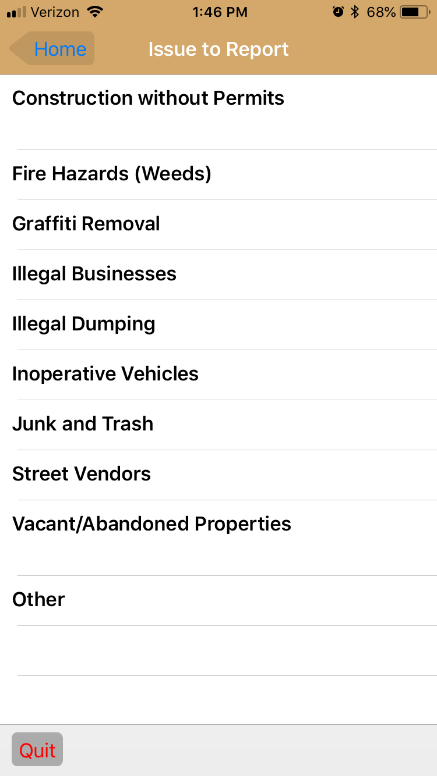 Verizon 1:46 PM 68%
Home Issue to Report
Construction without Permits
Fire Hazards (Weeds)
Graffiti Removal
Illegal Businesses
Illegal Dumping
Inoperative Vehicles
Junk and Trash
Street Vendors
Vacant/Abandoned Properties
Other
Quit